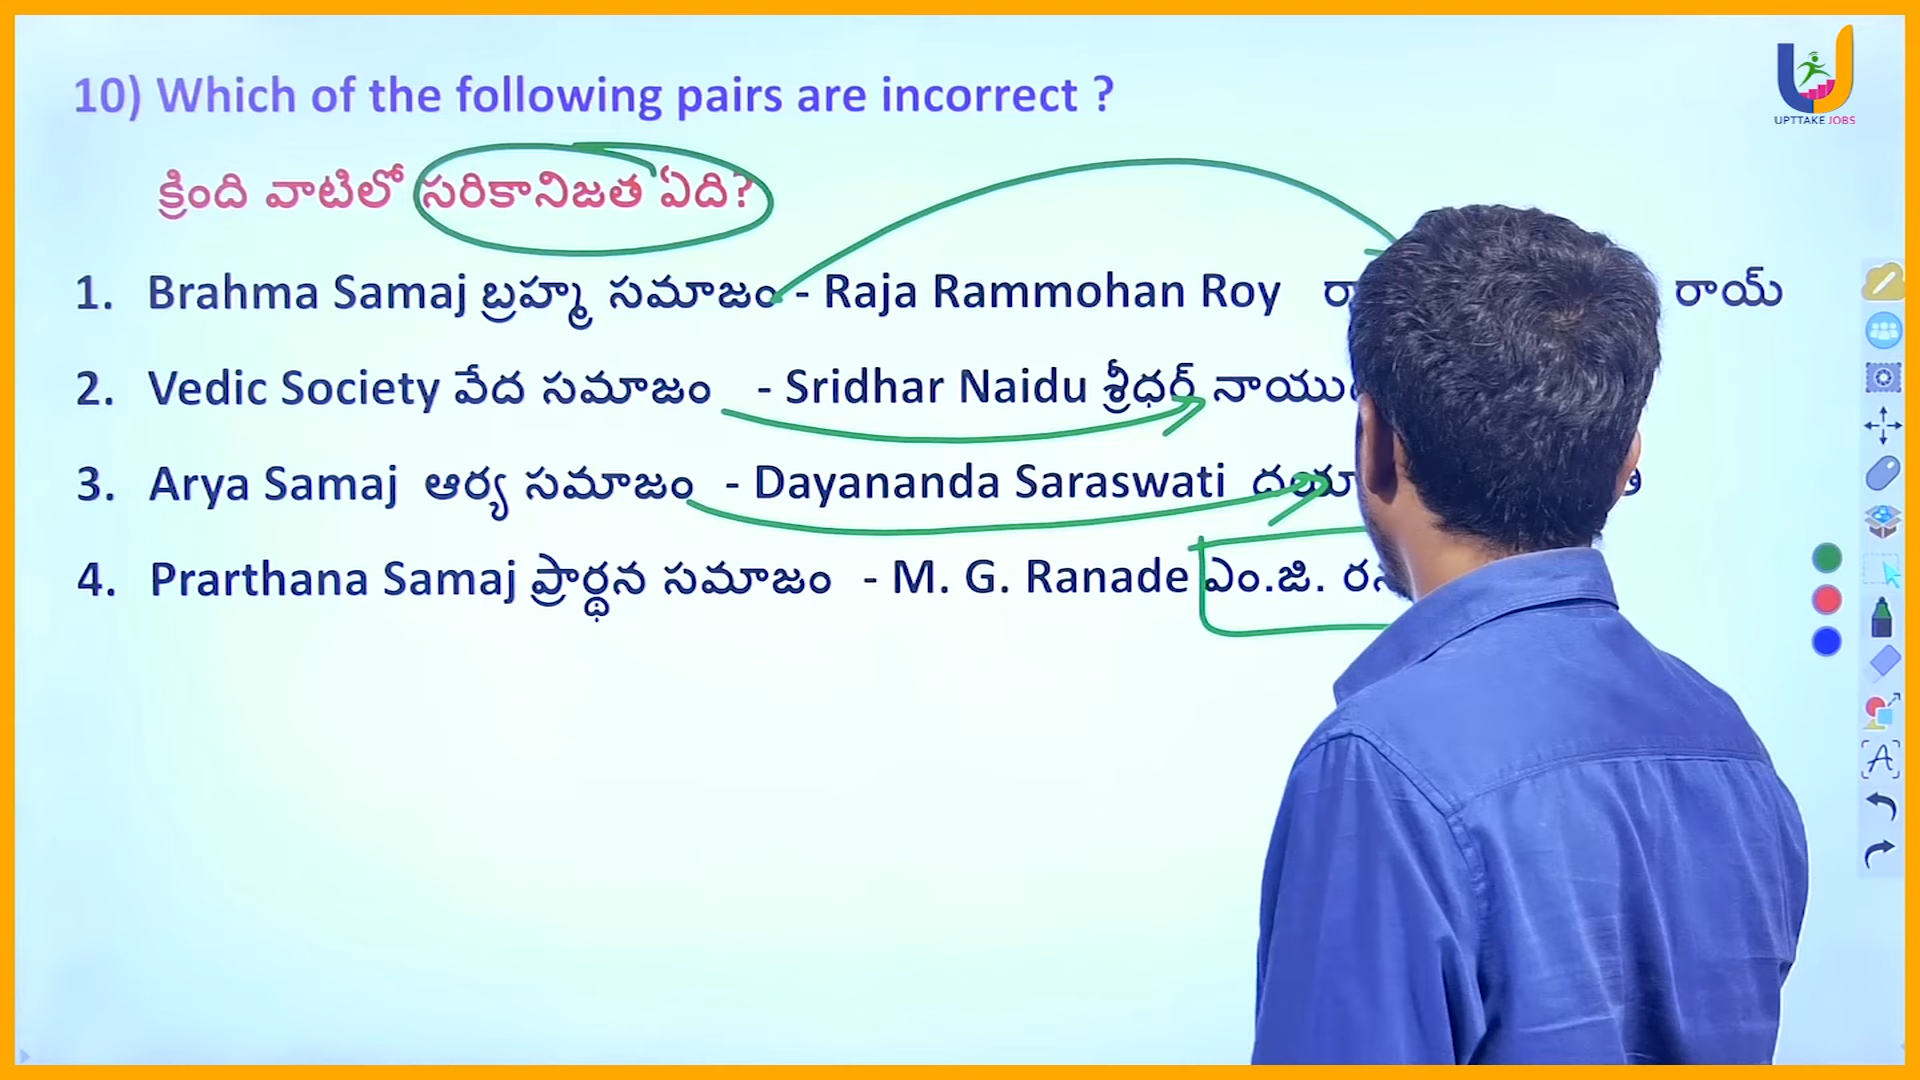 10) Which of the following pairs are incorrect ?
క్రింది వాటిలో సరికానిజత ఏది?
1. Brahma Samaj బ్రహ్మ సమాజం - Raja Rammohan Roy రాయ్
2. Vedic Society వేద సమాజం - Sridhar Naidu శ్రీధర్
3. Arya Samaj ఆర్య సమాజం - Dayananda Saraswati
4. Prarthana Samaj ప్రార్థన సమాజం - M. G. Ranade ఎం.జి.
UPTTAKE JOBS